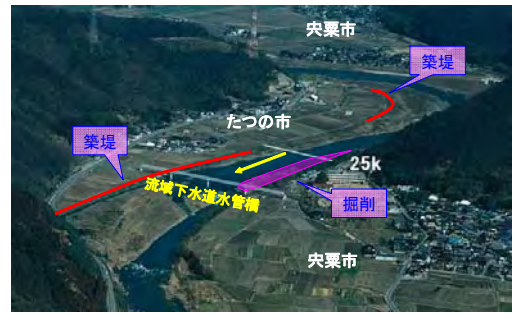 宍粟市
築堤
たつの市
築堤
25k
流域下水道水管橋
掘削
宍粟市